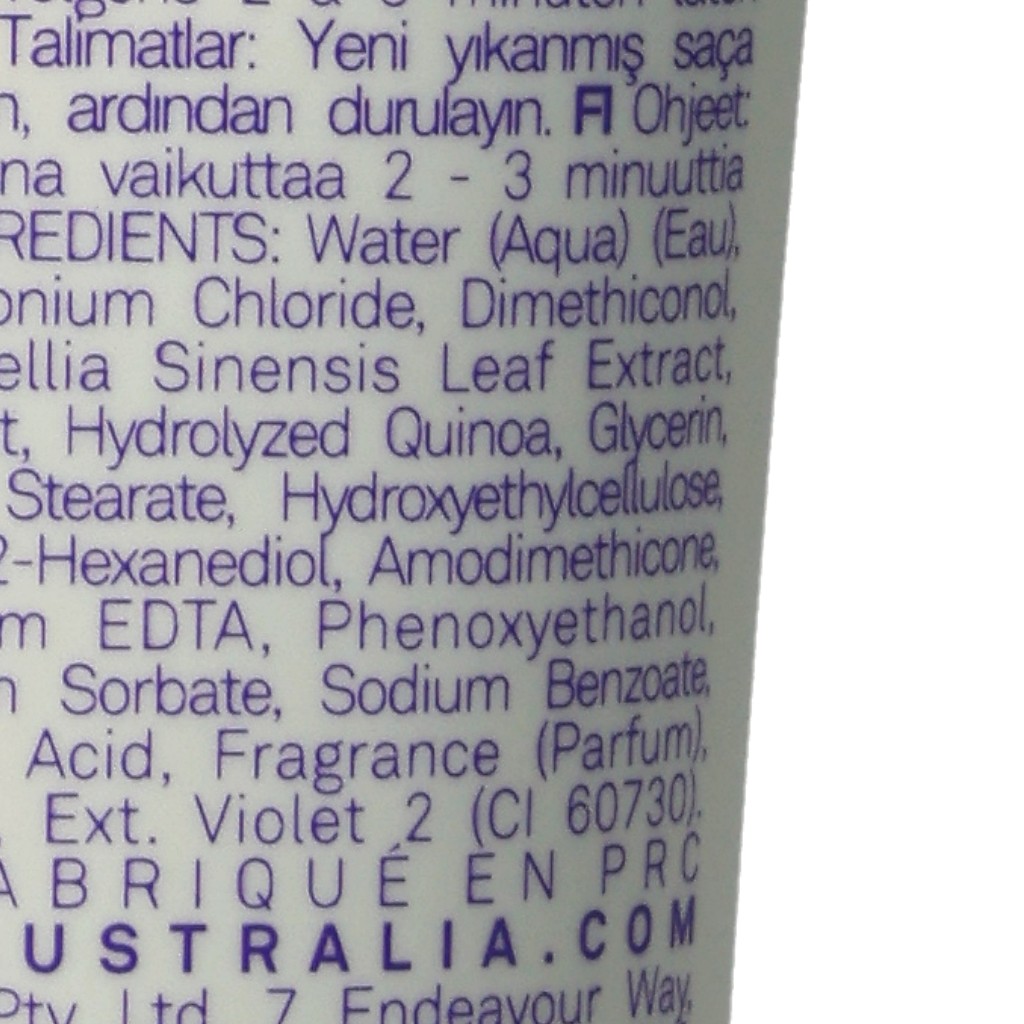 Talimatlar: Yeni yıkanmış saça
ardından durulayın. FI Ohjeet:
vaikuttaa 2 - 3 minuuttia
REDIENTS: Water (Aqua) (Eau),
onium Chloride, Dimethiconol,
ellia Sinensis Leaf Extract,
t, Hydrolyzed Quinoa, Glycerin,
Stearate, Hydroxyethylcellulose,
2-Hexanediol, Amodimethicone,
m EDTA, Phenoxyethanol,
Sorbate, Sodium Benzoate,
Acid, Fragrance (Parfum),
Ext. Violet 2 (CI 60730).
ABRIQUÉ EN PRC
USTRALIA.COM
Pty Ltd. 7 Endeavour Way,